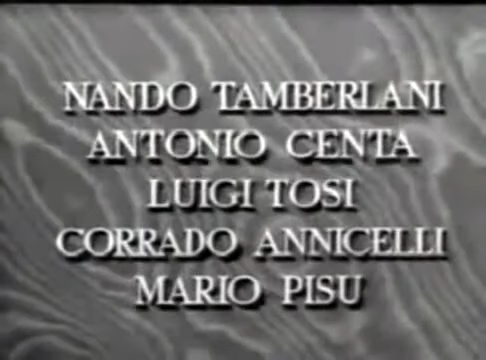 NANDO TAMBERLANI
ANTONIO CENTA
LUIGI TOSI
CORRADO ANNICELLI
MARIO PISU